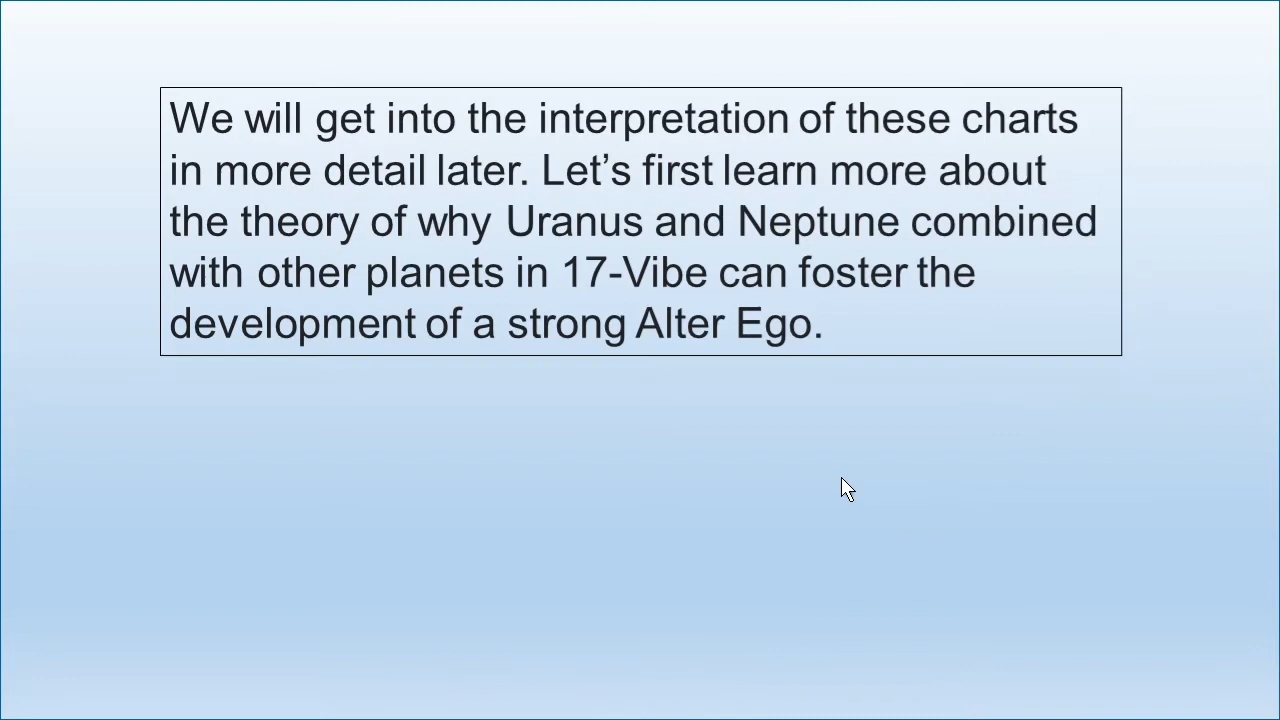 We will get into the interpretation of these charts
in more detail later. Let’s first learn more about
the theory of why Uranus and Neptune combined
with other planets in 17-Vibe can foster the
development of a strong Alter Ego.